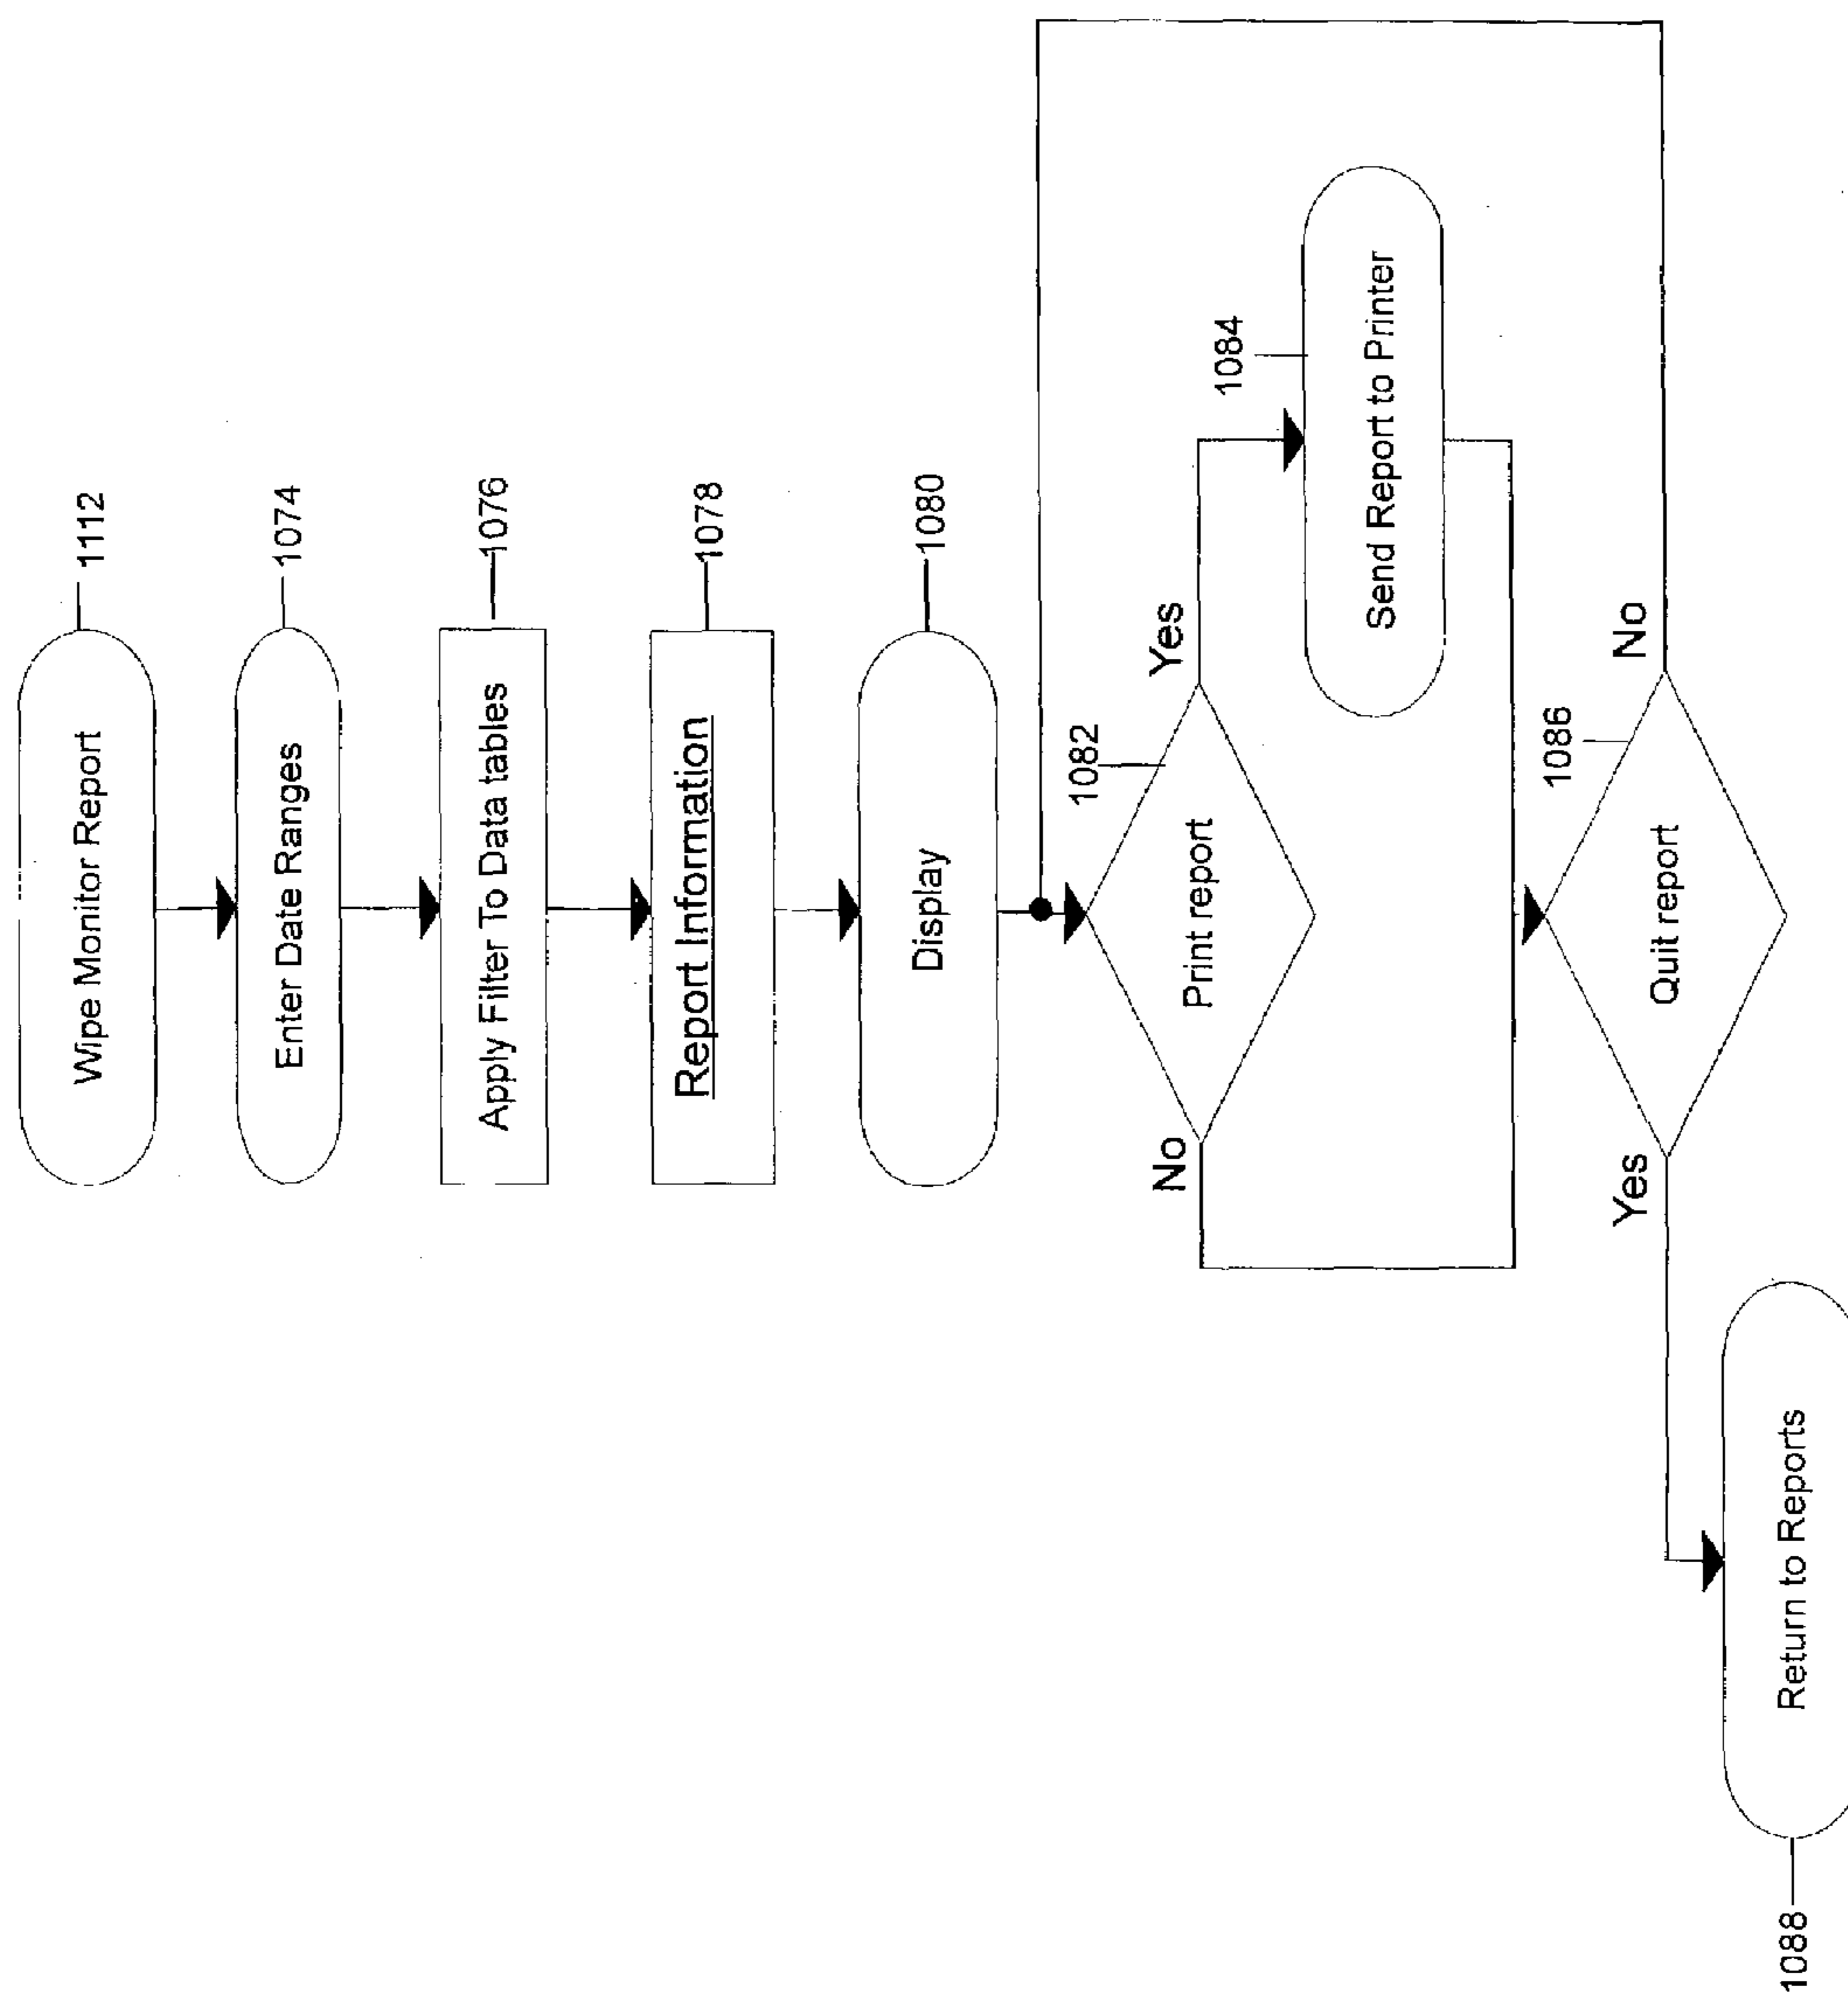 Wipe Monitor Report
1112
Enter Date Ranges
1074
Apply Filter To Data tables
1076
Report Information
1078
Display
1080
Print report
1082
Yes
No
Send Report to Printer
1084
Quit report
1086
No
Yes
Return to Reports
1088